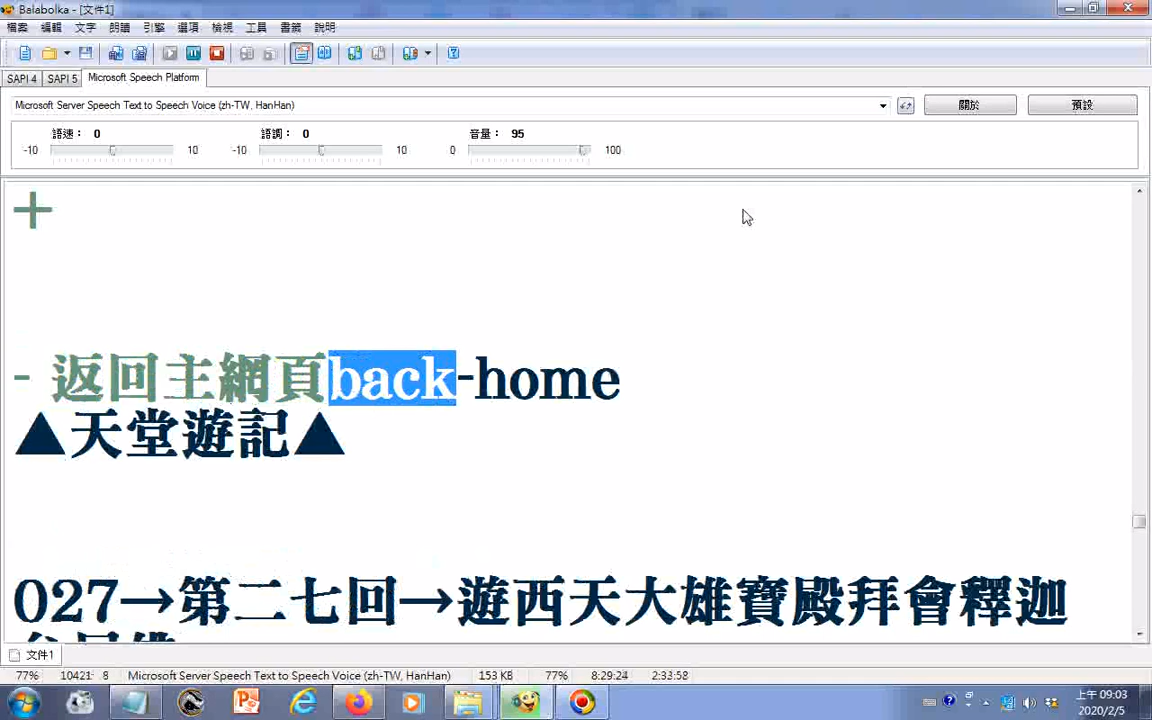 Balabolka - [文件1]
檔案 編輯 文字 朗讀 引擎 選項 檢視 工具 書籤 說明
SAPI 4 SAPI 5 Microsoft Speech Platform
Microsoft Server Speech Text to Speech Voice (zh-TW, HanHan) 關於 預設
語速： 0 語調： 0 音量： 95
-10 10 -10 10 0 100
+
- 返回主網頁back-home
▲天堂遊記▲
027→第二七回→遊西天大雄寶殿拜會釋迦
文件1
77% 10421: 8 Microsoft Server Speech Text to Speech Voice (zh-TW, HanHan) 153 KB 77% 8:29:24 2:33:58
上午 09:03
2020/2/5